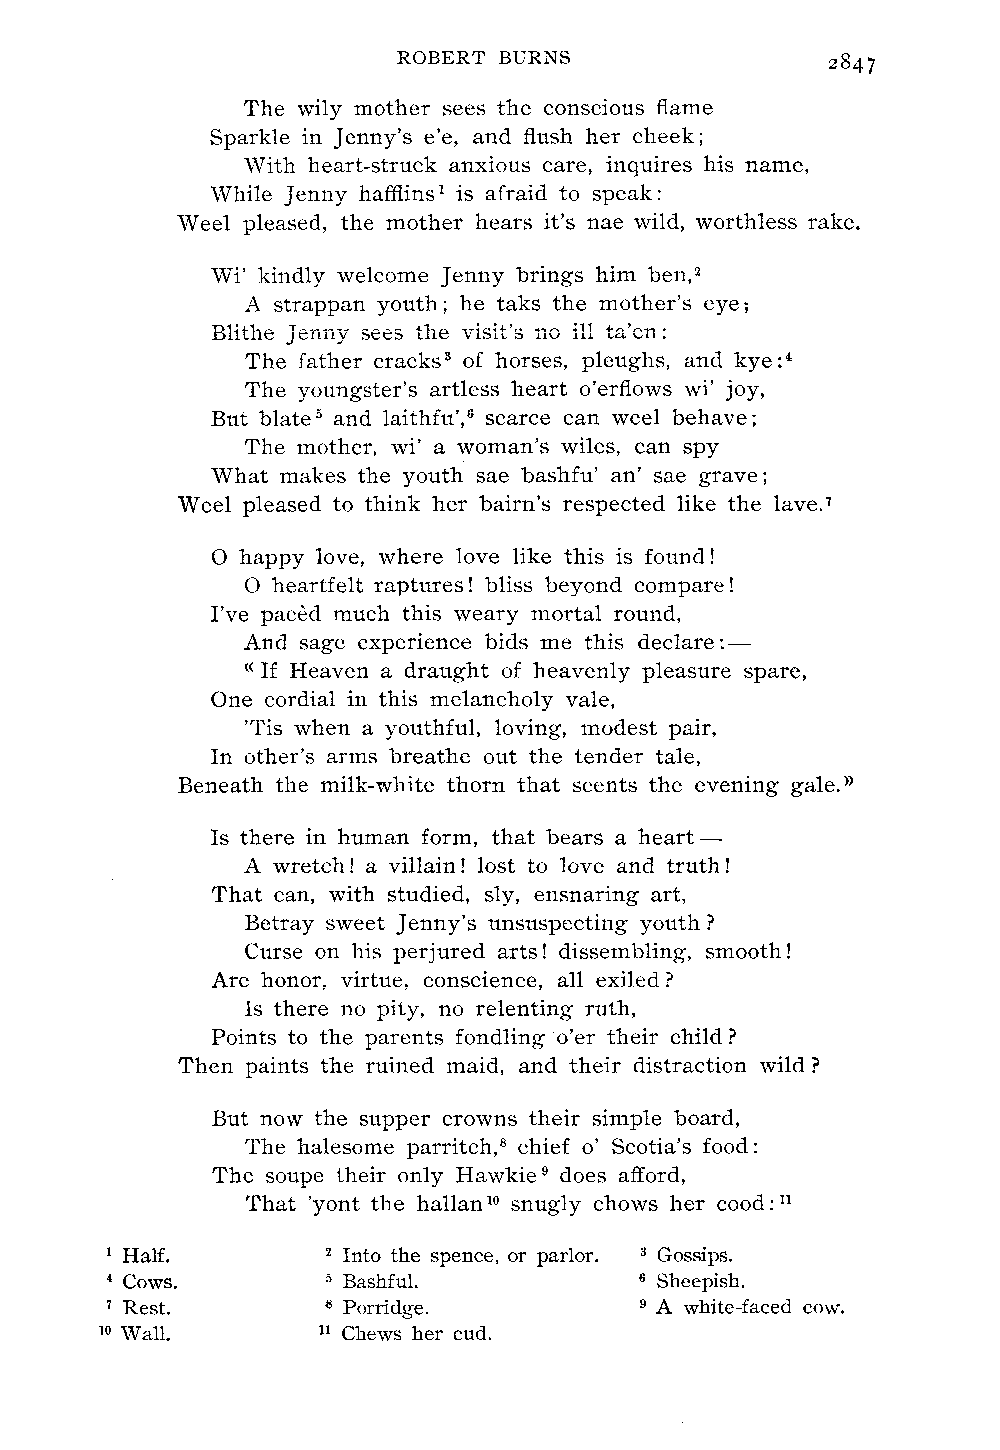 ROBERT BURNS 2847
The wily mother sees the conscious flame
Sparkle in Jenny's e'e, and flush her cheek;
With heart-struck anxious care, inquires his name,
While Jenny hafflins¹ is afraid to speak:
Weel pleased, the mother hears it's nae wild, worthless rake.
Wi' kindly welcome Jenny brings him ben,²
A strappan youth; he taks the mother's eye;
Blithe Jenny sees the visit's no ill ta'en:
The father cracks³ of horses, pleughs, and kye:⁴
The youngster's artless heart o'erflows wi' joy,
But blate⁵ and laithfu',⁶ scarce can weel behave;
The mother, wi' a woman's wiles, can spy
What makes the youth sae bashfu' an' sae grave;
Weel pleased to think her bairn's respected like the lave.⁷
O happy love, where love like this is found!
O heartfelt raptures! bliss beyond compare!
I've pacèd much this weary mortal round,
And sage experience bids me this declare:—
"If Heaven a draught of heavenly pleasure spare,
One cordial in this melancholy vale,
'Tis when a youthful, loving, modest pair,
In other's arms breathe out the tender tale,
Beneath the milk-white thorn that scents the evening gale."
Is there in human form, that bears a heart—
A wretch! a villain! lost to love and truth!
That can, with studied, sly, ensnaring art,
Betray sweet Jenny's unsuspecting youth?
Curse on his perjured arts! dissembling, smooth!
Are honor, virtue, conscience, all exiled?
Is there no pity, no relenting ruth,
Points to the parents fondling o'er their child?
Then paints the ruined maid, and their distraction wild?
But now the supper crowns their simple board,
The halesome parritch,⁸ chief o' Scotia's food:
The soupe their only Hawkie⁹ does afford,
That 'yont the hallan¹⁰ snugly chows her cood:¹¹
¹ Half. ² Into the spence, or parlor. ³ Gossips.
⁴ Cows. ⁵ Bashful. ⁶ Sheepish.
⁷ Rest. ⁸ Porridge. ⁹ A white-faced cow.
¹⁰ Wall. ¹¹ Chews her cud.